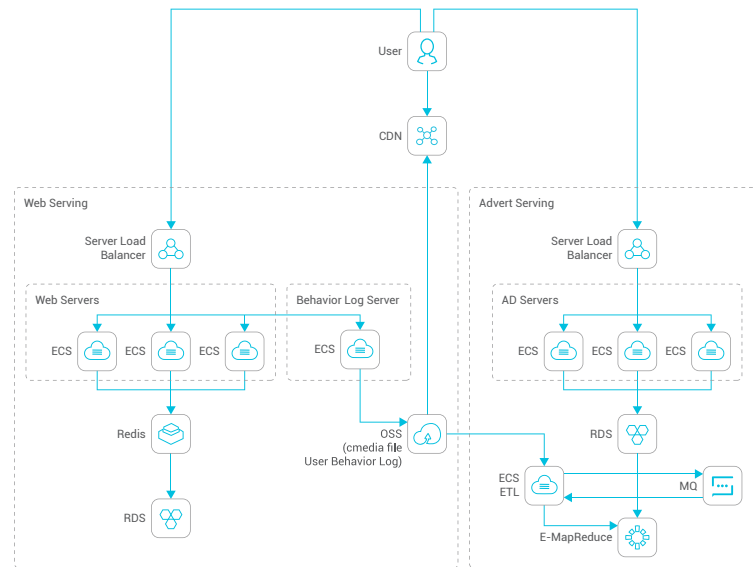 User
CDN
Web Serving
Advert Serving
Server Load
Balancer
Server Load
Balancer
Web Servers
Behavior Log Server
AD Servers
ECS
ECS
ECS
ECS
ECS
ECS
ECS
Redis
OSS
(cmedia file
User Behavior Log)
RDS
ECS
ETL
MQ
RDS
E-MapReduce